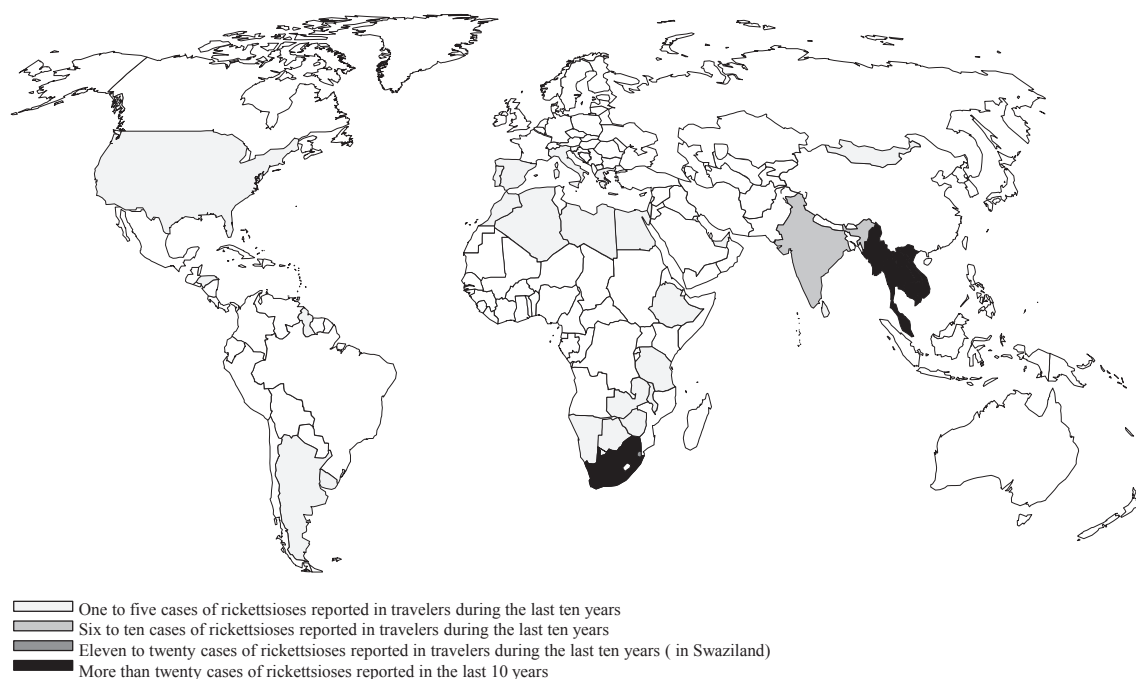 One to five cases of rickettsioses reported in travelers during the last ten years
Six to ten cases of rickettsioses reported in travelers during the last ten years
Eleven to twenty cases of rickettsioses reported in travelers during the last ten years ( in Swaziland)
More than twenty cases of rickettsioses reported in the last 10 years